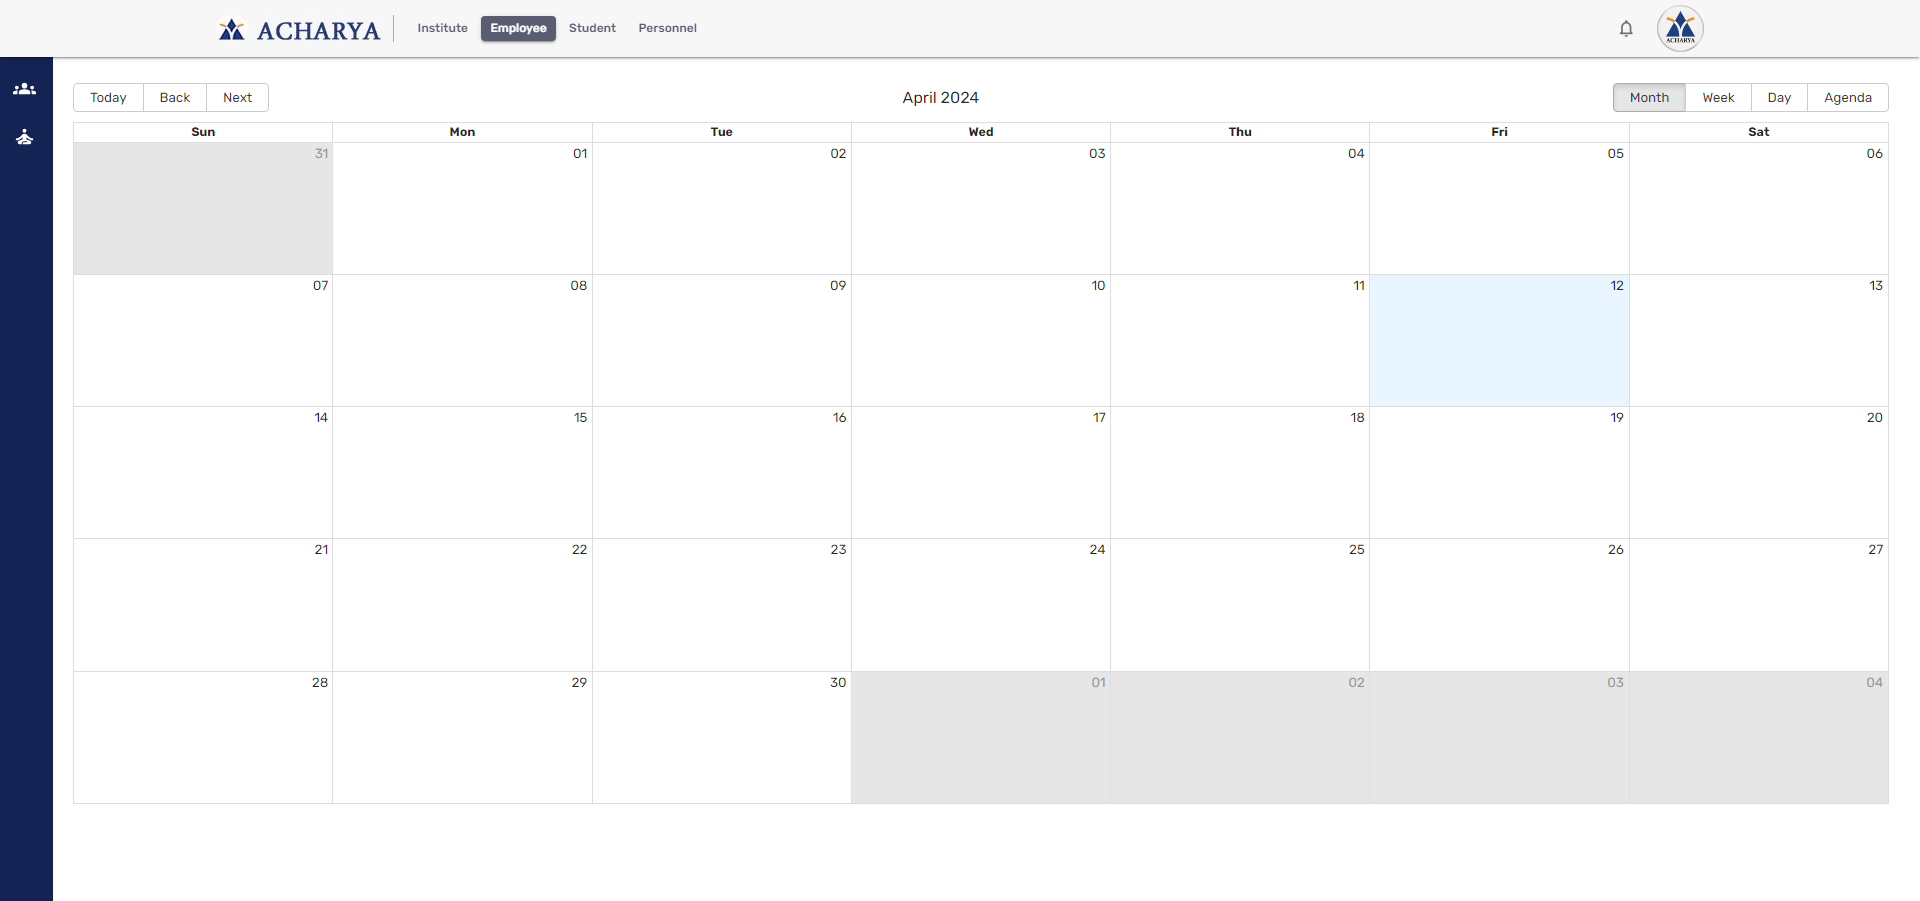 ACHARYA Institute Employee Student Personnel ACHARYA
Today Back Next April 2024 Month Week Day Agenda
Sun Mon Tue Wed Thu Fri Sat
31 01 02 03 04 05 06
07 08 09 10 11 12 13
14 15 16 17 18 19 20
21 22 23 24 25 26 27
28 29 30 01 02 03 04